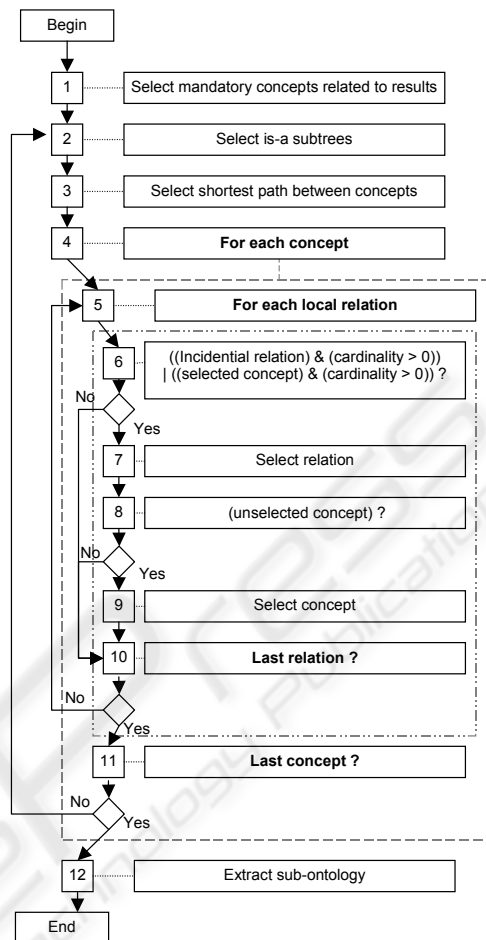 Begin
1 Select mandatory concepts related to results
2 Select is-a subtrees
3 Select shortest path between concepts
4 For each concept
5 For each local relation
6 ((Incidential relation) & (cardinality > 0))
| ((selected concept) & (cardinality > 0)) ?
No
Yes
7 Select relation
8 (unselected concept) ?
No
Yes
9 Select concept
10 Last relation ?
No
Yes
11 Last concept ?
No
Yes
12 Extract sub-ontology
End